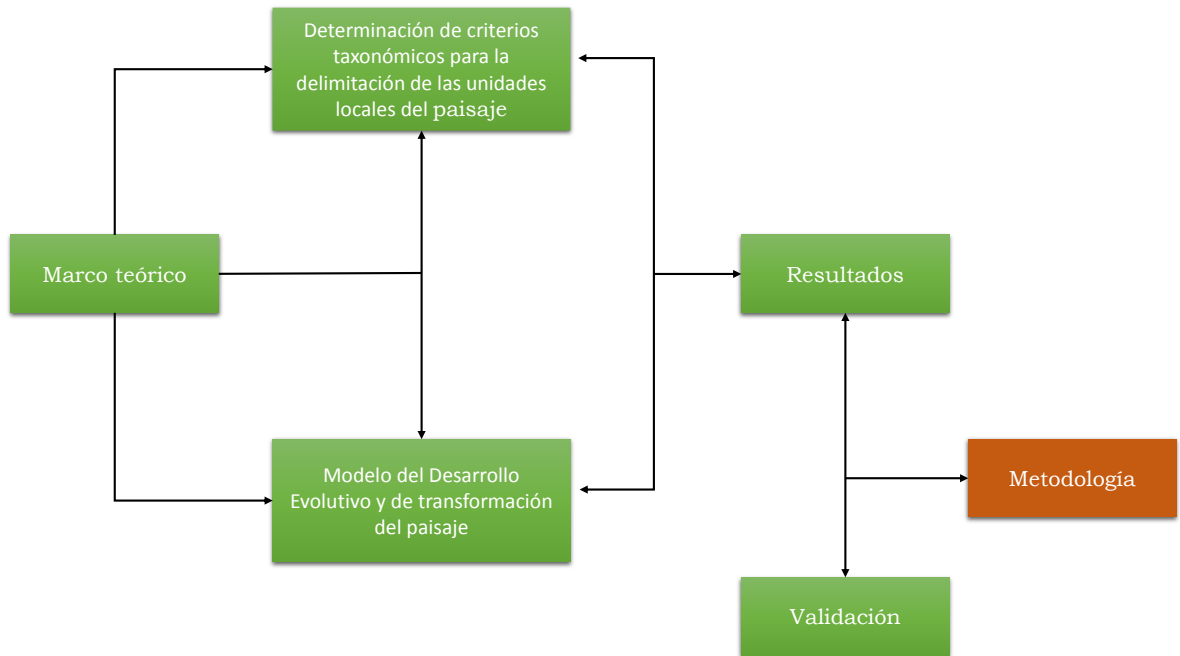 Determinación de criterios
taxonómicos para la
delimitación de las unidades
locales del paisaje
Marco teórico
Resultados
Modelo del Desarrollo
Evolutivo y de transformación
del paisaje
Metodología
Validación